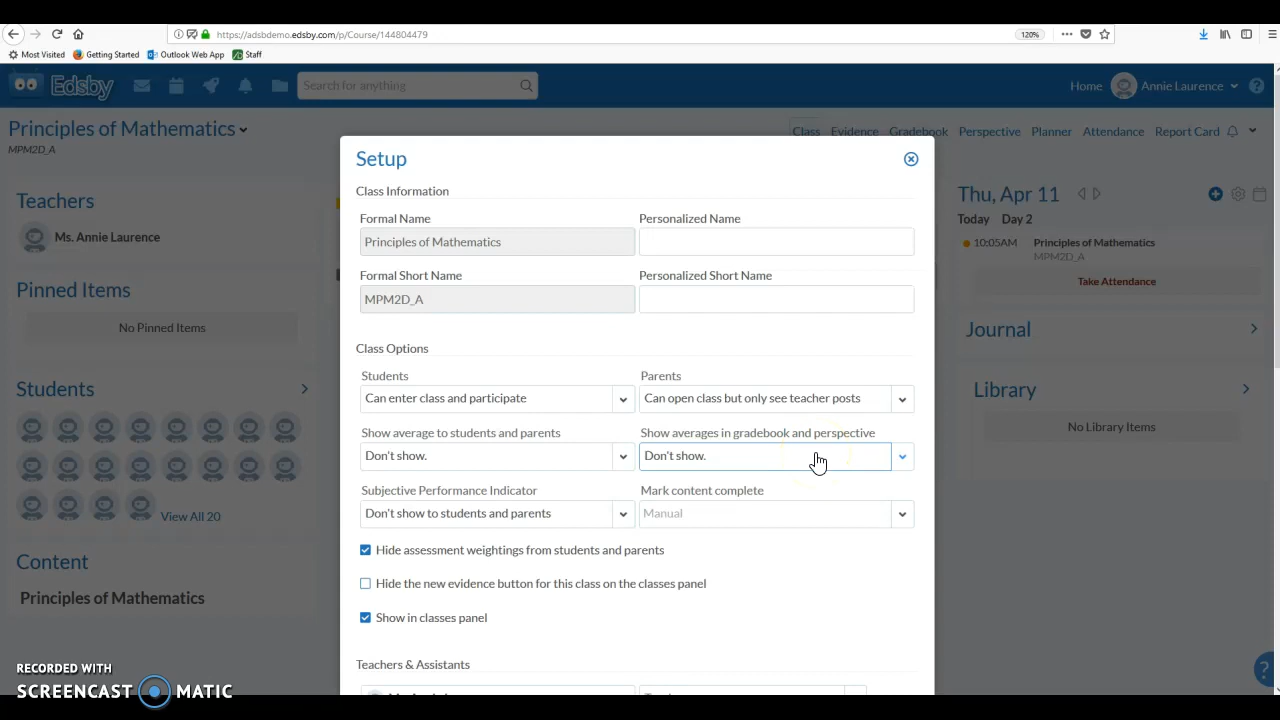 https://adsbdemo.edsby.com/p/Course/144804479
120%
Most Visited
Getting Started
Outlook Web App
Staff
Edsby
Search for anything
Home
Annie Laurence
Principles of Mathematics
MPM2D_A
Class
Evidence
Gradebook
Perspective
Planner
Attendance
Report Card
Teachers
Ms. Annie Laurence
Pinned Items
No Pinned Items
Students
View All 20
Content
Principles of Mathematics
Setup
Class Information
Formal Name
Personalized Name
Principles of Mathematics
Formal Short Name
Personalized Short Name
MPM2D_A
Class Options
Students
Parents
Can enter class and participate
Can open class but only see teacher posts
Show average to students and parents
Show averages in gradebook and perspective
Don't show.
Don't show.
Subjective Performance Indicator
Mark content complete
Don't show to students and parents
Manual
Hide assessment weightings from students and parents
Hide the new evidence button for this class on the classes panel
Show in classes panel
Teachers & Assistants
Thu, Apr 11
Today Day 2
10:05AM
Principles of Mathematics
MPM2D_A
Take Attendance
Journal
Library
No Library Items
RECORDED WITH
SCREENCAST MATIC